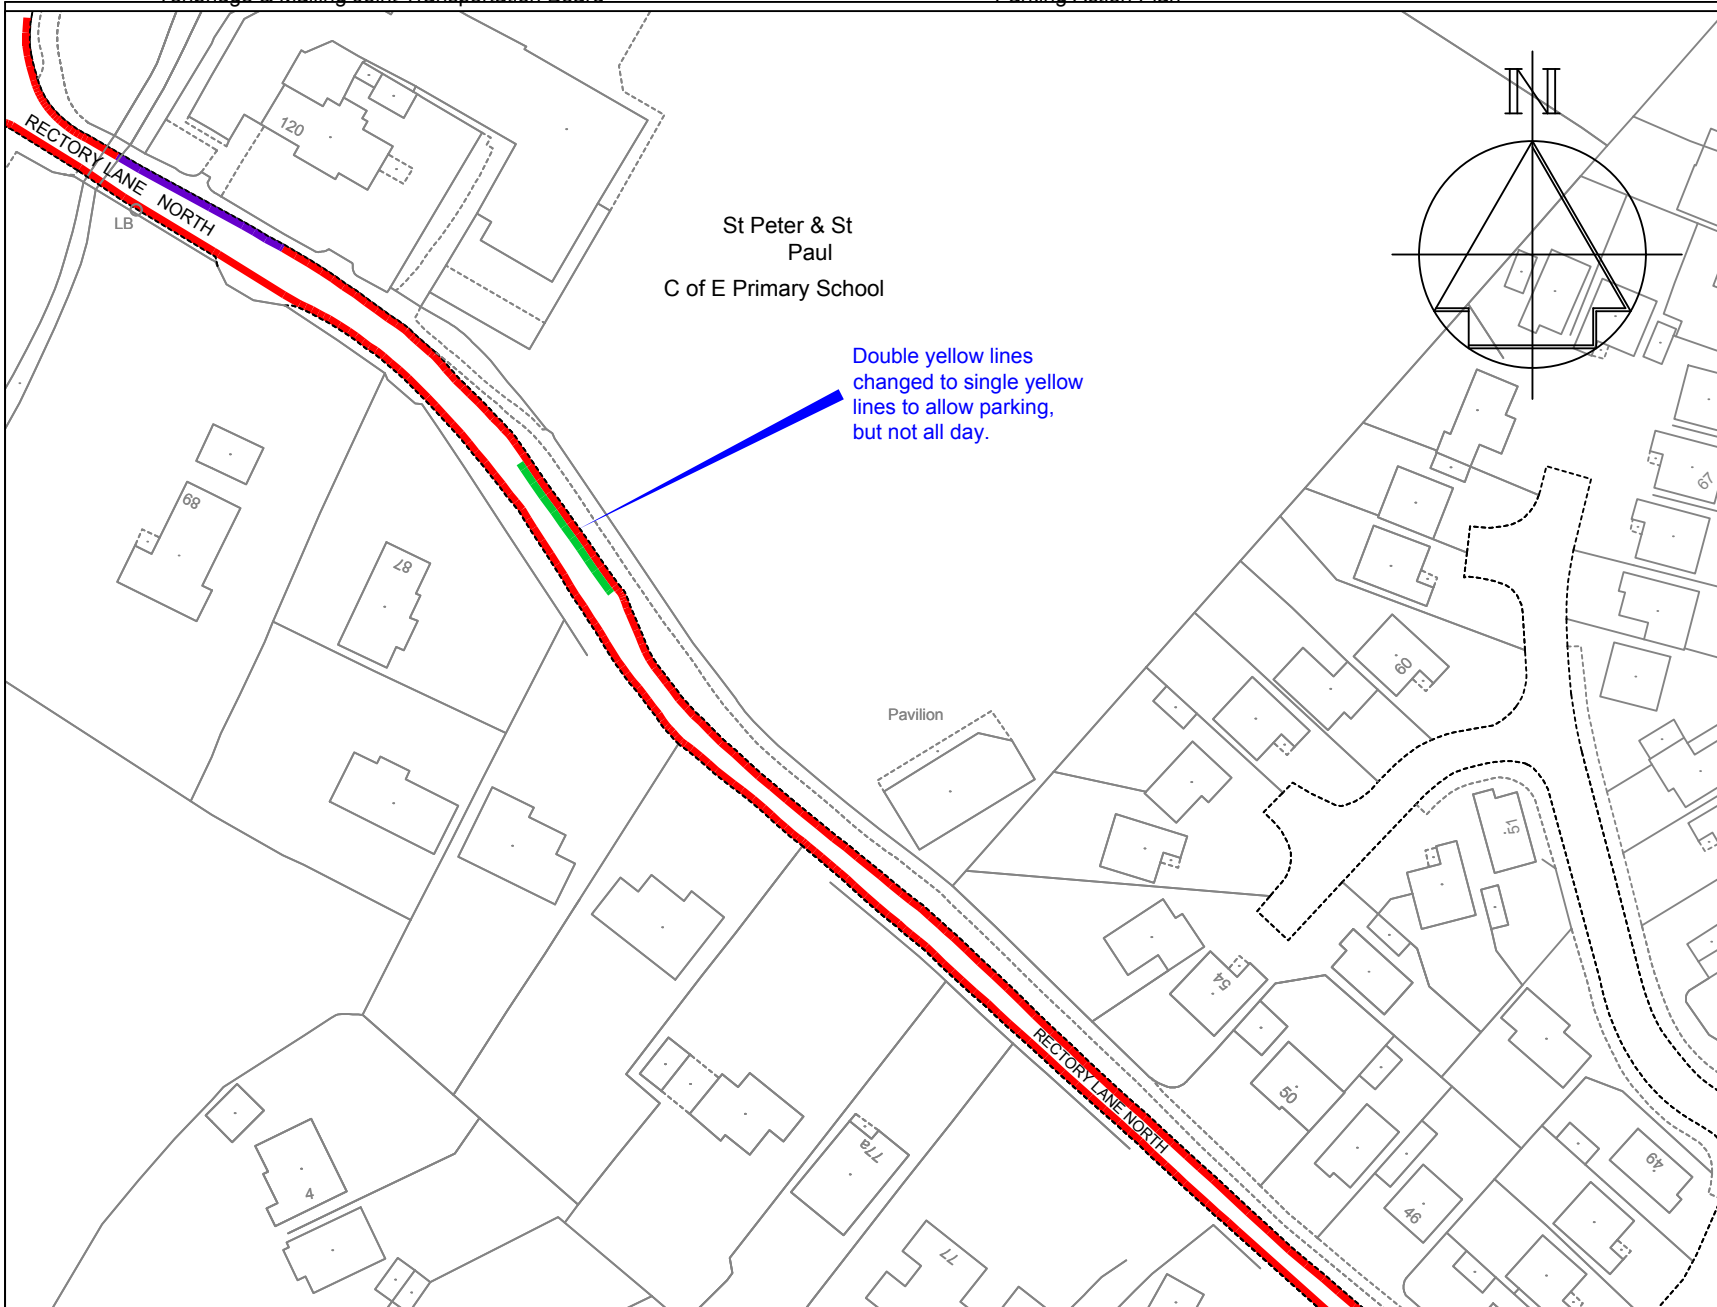 N
120
RECTORY LANE NORTH
LB
St Peter & St
Paul
C of E Primary School
Double yellow lines
changed to single yellow
lines to allow parking,
but not all day.
67
89
87
60
Pavilion
51
54
RECTORY LANE NORTH
50
77a
49
4
46
77